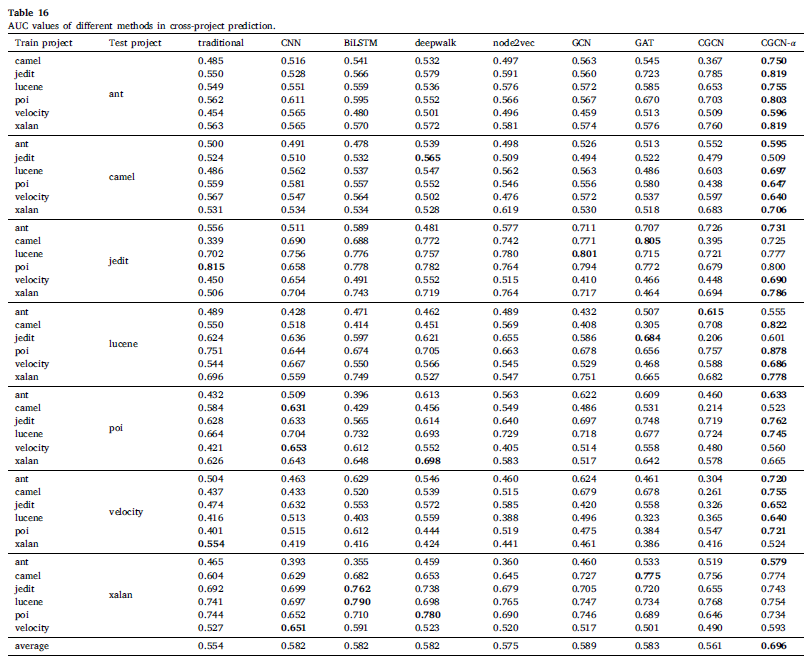 Table 16
AUC values of different methods in cross-project prediction.
Train project Test project traditional CNN BiLSTM deepwalk node2vec GCN GAT CGCN CGCN-α
camel 0.485 0.516 0.541 0.532 0.497 0.563 0.545 0.367 0.750
jedit 0.550 0.528 0.566 0.579 0.591 0.560 0.723 0.785 0.819
lucene 0.549 0.551 0.559 0.536 0.576 0.572 0.585 0.653 0.755
ant
poi 0.562 0.611 0.595 0.552 0.566 0.567 0.670 0.703 0.803
velocity 0.454 0.565 0.480 0.501 0.496 0.459 0.513 0.509 0.596
xalan 0.563 0.565 0.570 0.572 0.581 0.574 0.576 0.760 0.819
ant 0.500 0.491 0.478 0.539 0.498 0.526 0.513 0.552 0.595
jedit 0.524 0.510 0.532 0.565 0.509 0.494 0.522 0.479 0.509
lucene 0.486 0.562 0.537 0.547 0.562 0.563 0.486 0.603 0.697
camel
poi 0.559 0.581 0.557 0.552 0.546 0.556 0.580 0.438 0.647
velocity 0.567 0.547 0.564 0.502 0.476 0.572 0.537 0.597 0.640
xalan 0.531 0.534 0.534 0.528 0.619 0.530 0.518 0.683 0.706
ant 0.556 0.511 0.589 0.481 0.577 0.711 0.707 0.726 0.731
camel 0.339 0.690 0.688 0.772 0.742 0.771 0.805 0.395 0.725
lucene 0.702 0.756 0.776 0.757 0.780 0.801 0.715 0.721 0.777
jedit
poi 0.815 0.658 0.778 0.782 0.764 0.794 0.772 0.679 0.800
velocity 0.450 0.654 0.491 0.552 0.515 0.410 0.466 0.448 0.690
xalan 0.506 0.704 0.743 0.719 0.764 0.717 0.464 0.694 0.786
ant 0.489 0.428 0.471 0.462 0.489 0.432 0.507 0.615 0.555
camel 0.550 0.518 0.414 0.451 0.569 0.408 0.305 0.708 0.822
jedit 0.624 0.636 0.597 0.621 0.655 0.586 0.684 0.206 0.601
lucene
poi 0.751 0.644 0.674 0.705 0.663 0.678 0.656 0.757 0.878
velocity 0.544 0.667 0.550 0.566 0.545 0.529 0.468 0.588 0.686
xalan 0.696 0.559 0.749 0.527 0.547 0.751 0.665 0.682 0.778
ant 0.432 0.509 0.396 0.613 0.563 0.622 0.609 0.460 0.633
camel 0.584 0.631 0.429 0.456 0.549 0.486 0.531 0.214 0.523
jedit 0.628 0.633 0.565 0.614 0.640 0.697 0.748 0.719 0.762
poi
lucene 0.664 0.704 0.732 0.693 0.729 0.718 0.677 0.724 0.745
velocity 0.421 0.653 0.612 0.552 0.405 0.514 0.558 0.480 0.560
xalan 0.626 0.643 0.648 0.698 0.583 0.517 0.642 0.578 0.665
ant 0.504 0.463 0.629 0.546 0.460 0.624 0.461 0.304 0.720
camel 0.437 0.433 0.520 0.539 0.515 0.679 0.678 0.261 0.755
jedit 0.474 0.632 0.553 0.572 0.585 0.420 0.558 0.326 0.652
velocity
lucene 0.416 0.513 0.403 0.559 0.388 0.496 0.323 0.365 0.640
poi 0.401 0.515 0.612 0.444 0.519 0.475 0.384 0.547 0.721
xalan 0.554 0.419 0.416 0.424 0.441 0.461 0.386 0.416 0.524
ant 0.465 0.393 0.355 0.459 0.360 0.460 0.533 0.519 0.579
camel 0.604 0.629 0.682 0.653 0.645 0.727 0.775 0.756 0.774
jedit 0.692 0.699 0.762 0.738 0.679 0.705 0.720 0.655 0.743
xalan
lucene 0.741 0.697 0.790 0.698 0.765 0.747 0.734 0.768 0.754
poi 0.744 0.652 0.710 0.780 0.690 0.746 0.689 0.646 0.734
velocity 0.527 0.651 0.591 0.523 0.520 0.517 0.501 0.490 0.593
average 0.554 0.582 0.582 0.582 0.575 0.589 0.583 0.561 0.696